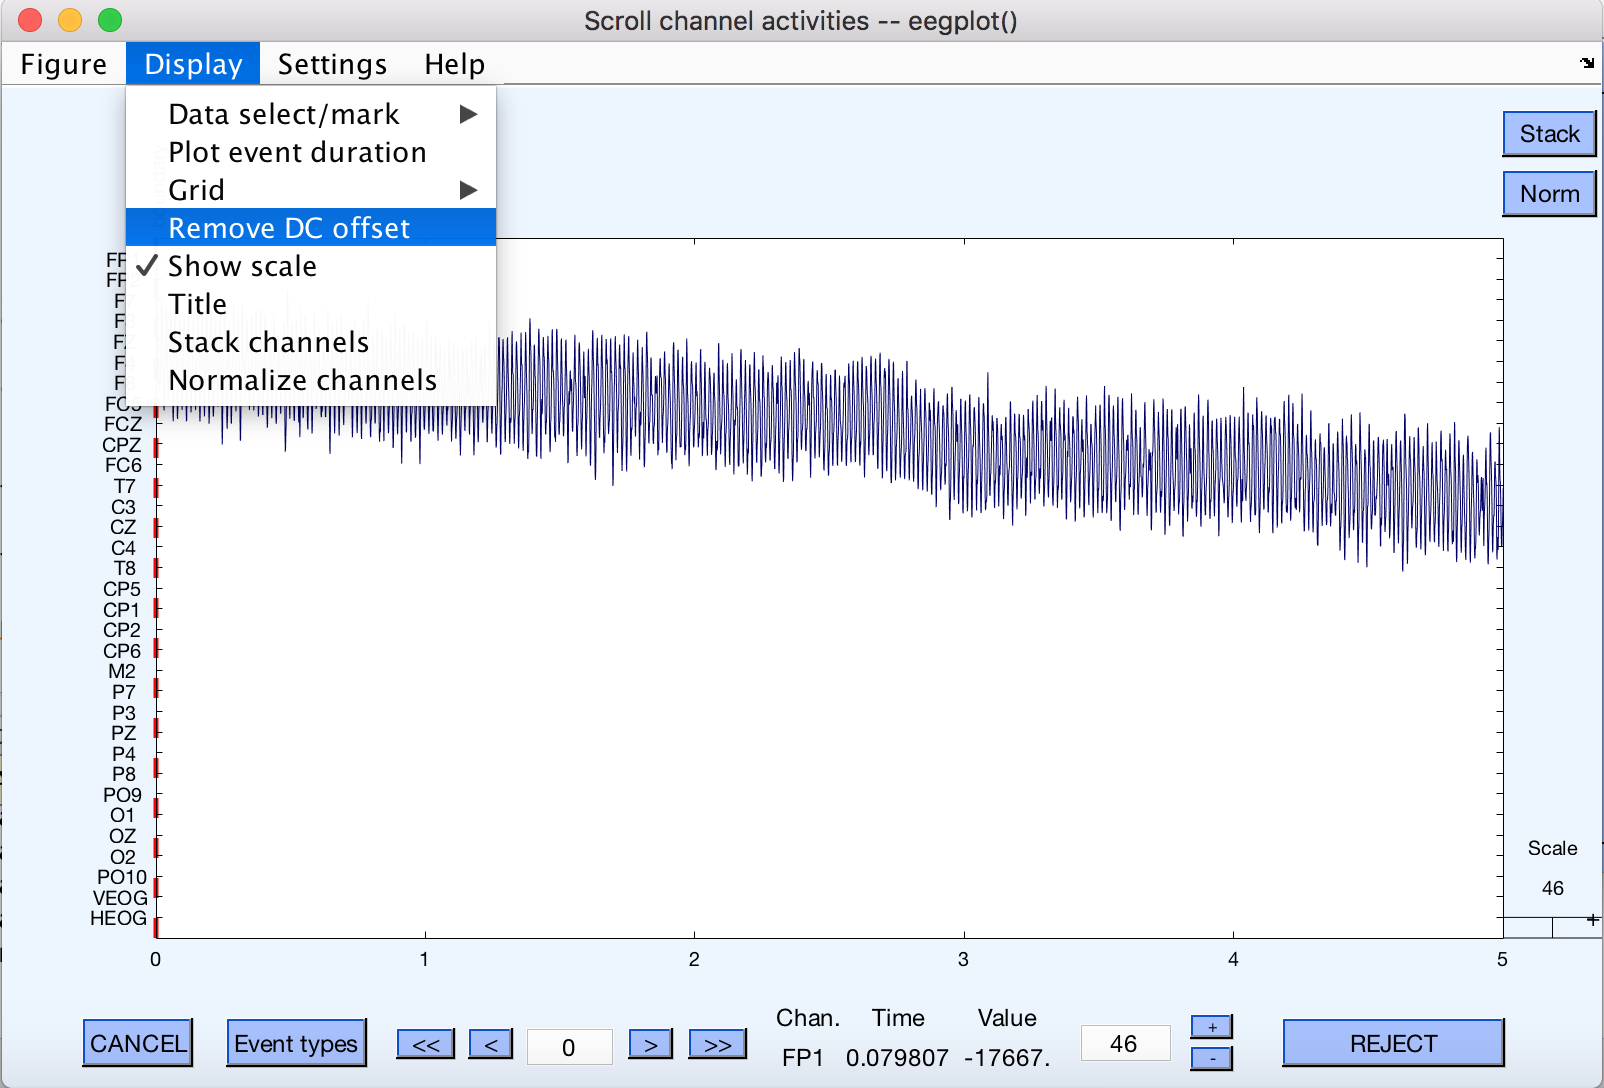 Scroll channel activities -- eegplot()
Figure Display Settings Help
Data select/mark
Plot event duration
Grid
Remove DC offset
Show scale
Title
Stack channels
Normalize channels
Stack
Norm
FCZ
CPZ
FC6
T7
C3
CZ
C4
T8
CP5
CP1
CP2
CP6
M2
P7
P3
PZ
P4
P8
PO9
O1
OZ
O2
PO10
VEOG
HEOG
0 1 2 3 4 5
Scale
46
+
Chan. Time Value
FP1 0.079807 -17667.
CANCEL Event types << < 0 > >> 46 + - REJECT